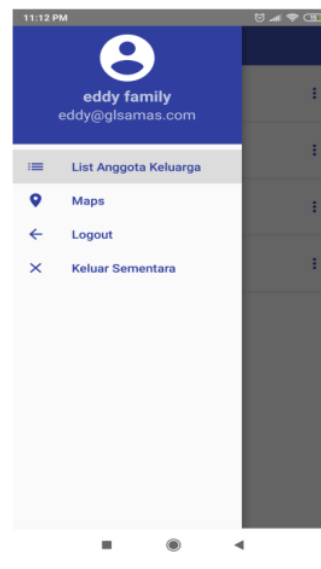 11:12 PM
eddy family
eddy@glsamas.com
List Anggota Keluarga
Maps
Logout
Keluar Sementara